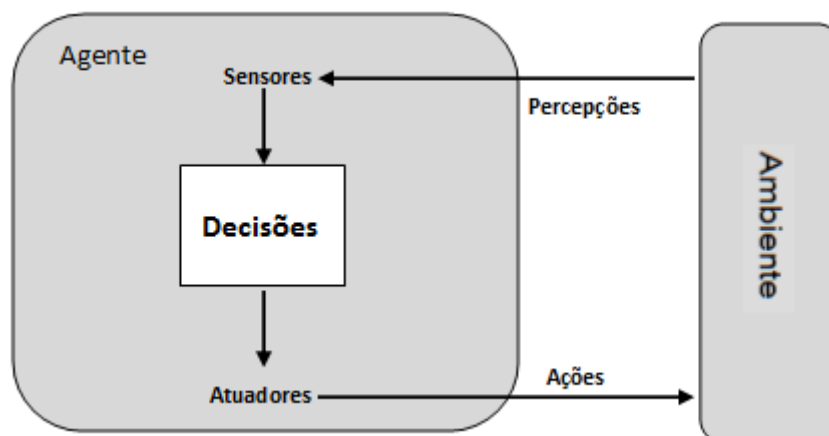 Agente
Sensores
Percepções
Decisões
Ambiente
Ações
Atuadores